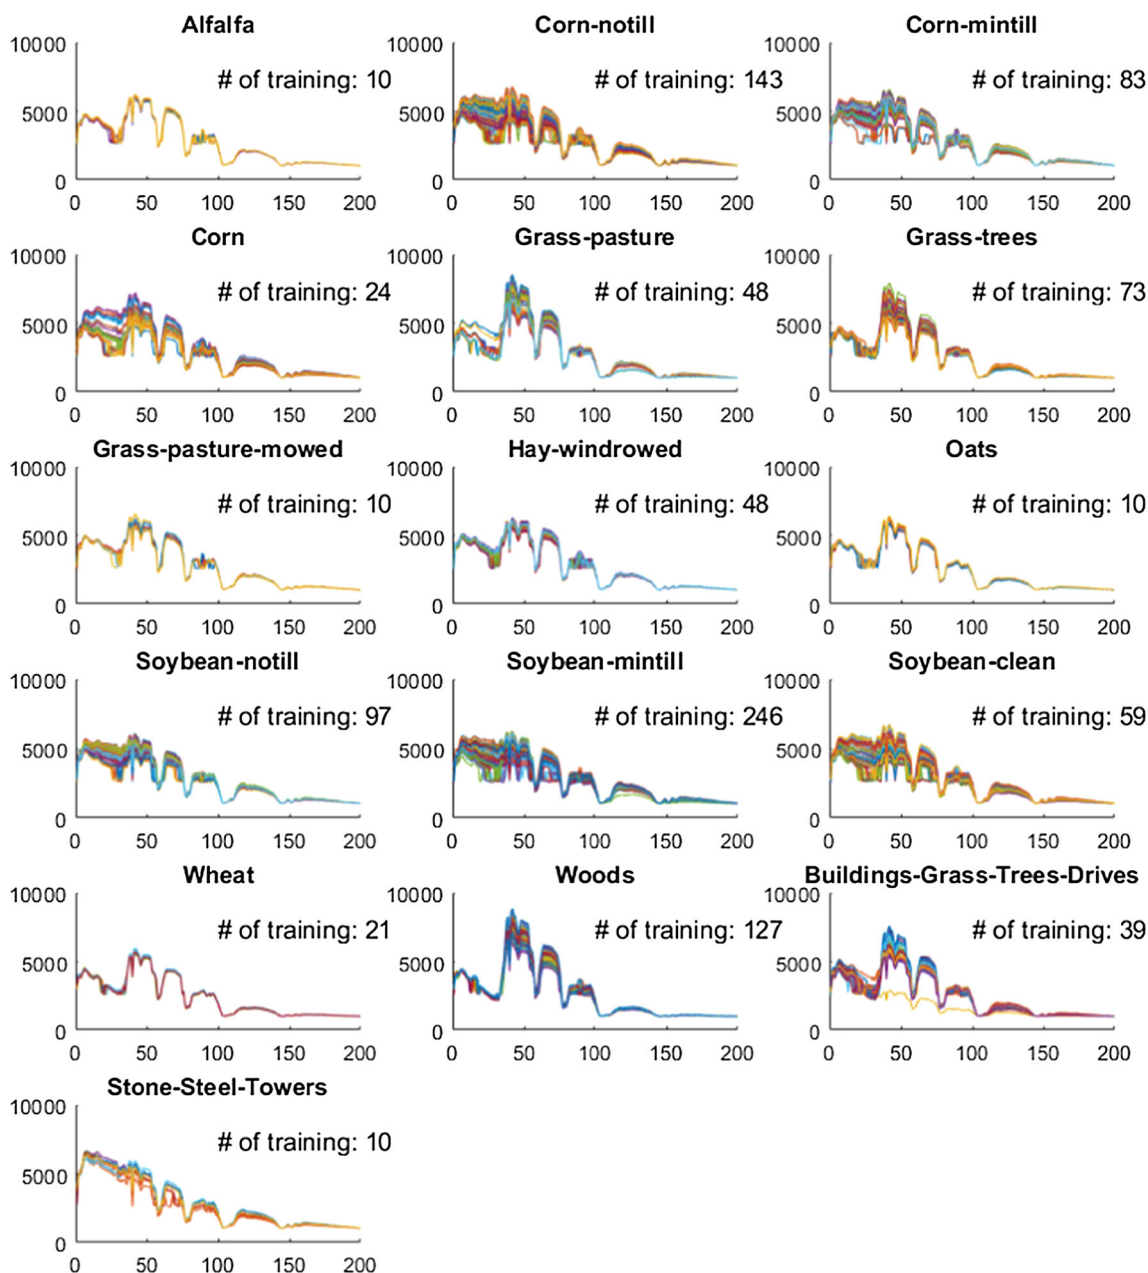 Alfalfa Corn-notill Corn-mintill
10000 10000 10000
# of training: 10 # of training: 143 # of training: 83
5000 5000 5000
0 0 0
0 50 100 150 200 0 50 100 150 200 0 50 100 150 200
Corn Grass-pasture Grass-trees
10000 10000 10000
# of training: 24 # of training: 48 # of training: 73
5000 5000 5000
0 0 0
0 50 100 150 200 0 50 100 150 200 0 50 100 150 200
Grass-pasture-mowed Hay-windrowed Oats
10000 10000 10000
# of training: 10 # of training: 48 # of training: 10
5000 5000 5000
0 0 0
0 50 100 150 200 0 50 100 150 200 0 50 100 150 200
Soybean-notill Soybean-mintill Soybean-clean
10000 10000 10000
# of training: 97 # of training: 246 # of training: 59
5000 5000 5000
0 0 0
0 50 100 150 200 0 50 100 150 200 0 50 100 150 200
Wheat Woods Buildings-Grass-Trees-Drives
10000 10000 10000
# of training: 21 # of training: 127 # of training: 39
5000 5000 5000
0 0 0
0 50 100 150 200 0 50 100 150 200 0 50 100 150 200
Stone-Steel-Towers
10000
# of training: 10
5000
0
0 50 100 150 200